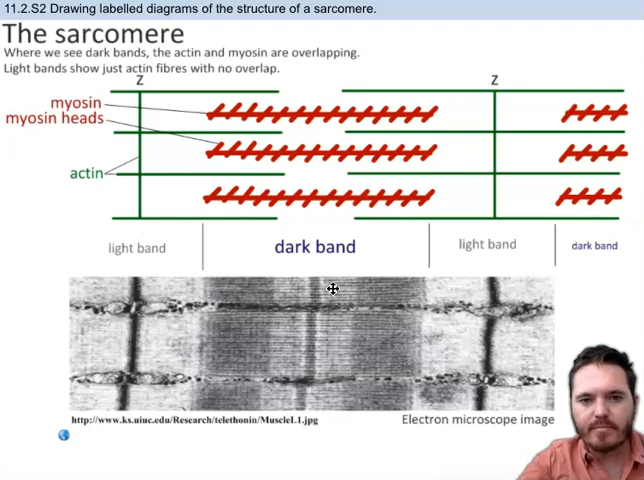 11.2.S2 Drawing labelled diagrams of the structure of a sarcomere.
The sarcomere
Where we see dark bands, the actin and myosin are overlapping.
Light bands show just actin fibres with no overlap.
Z
Z
myosin
myosin heads
actin
light band
dark band
light band
dark band
http://www.ks.uiuc.edu/Research/telethonin/MuscleL1.jpg
Electron microscope image